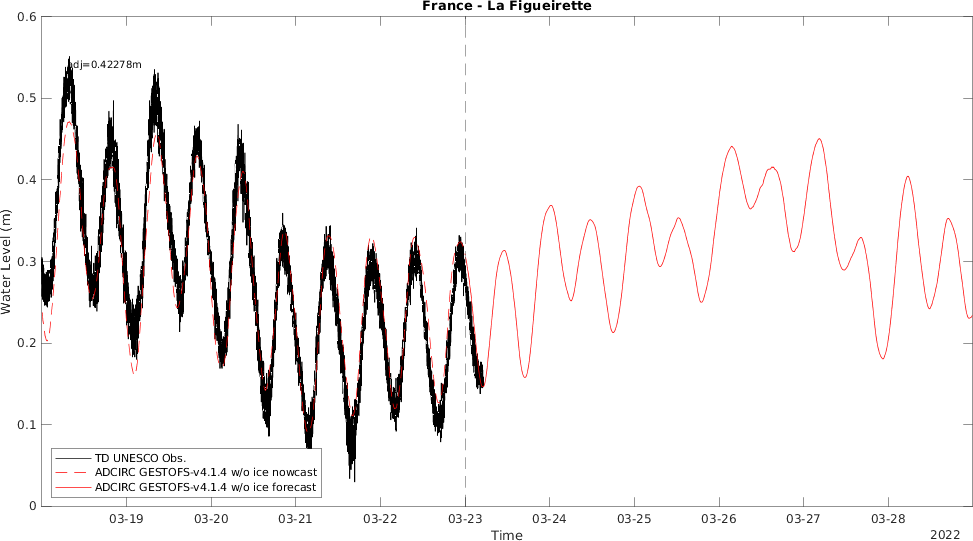 France - La Figueirette
0.6
0.5
0.4
0.3
0.2
0.1
0
Water Level (m)
adj=0.42278m
TD UNESCO Obs.
ADCIRC GESTOFS-v4.1.4 w/o ice nowcast
ADCIRC GESTOFS-v4.1.4 w/o ice forecast
03-19 03-20 03-21 03-22 03-23 03-24 03-25 03-26 03-27 03-28
Time
2022